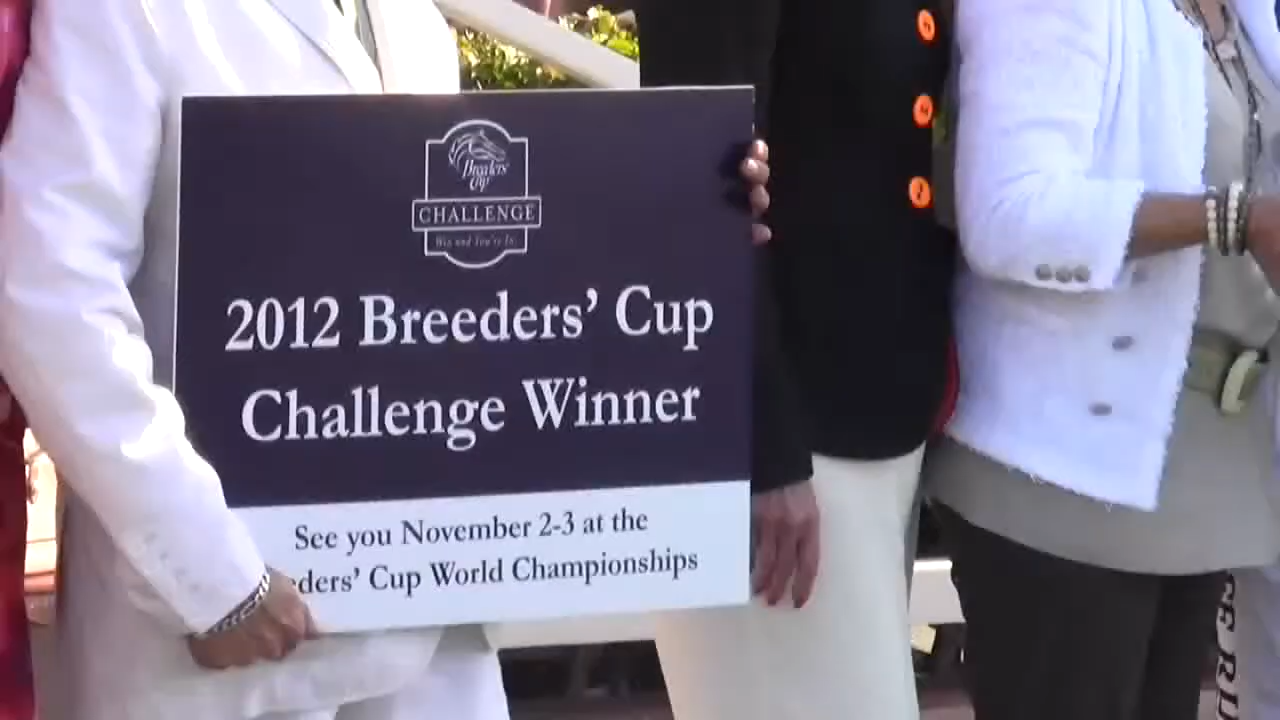 Breeders'
Cup
CHALLENGE
Win and You're In
2012 Breeders' Cup
Challenge Winner
See you November 2-3 at the
eders' Cup World Championships